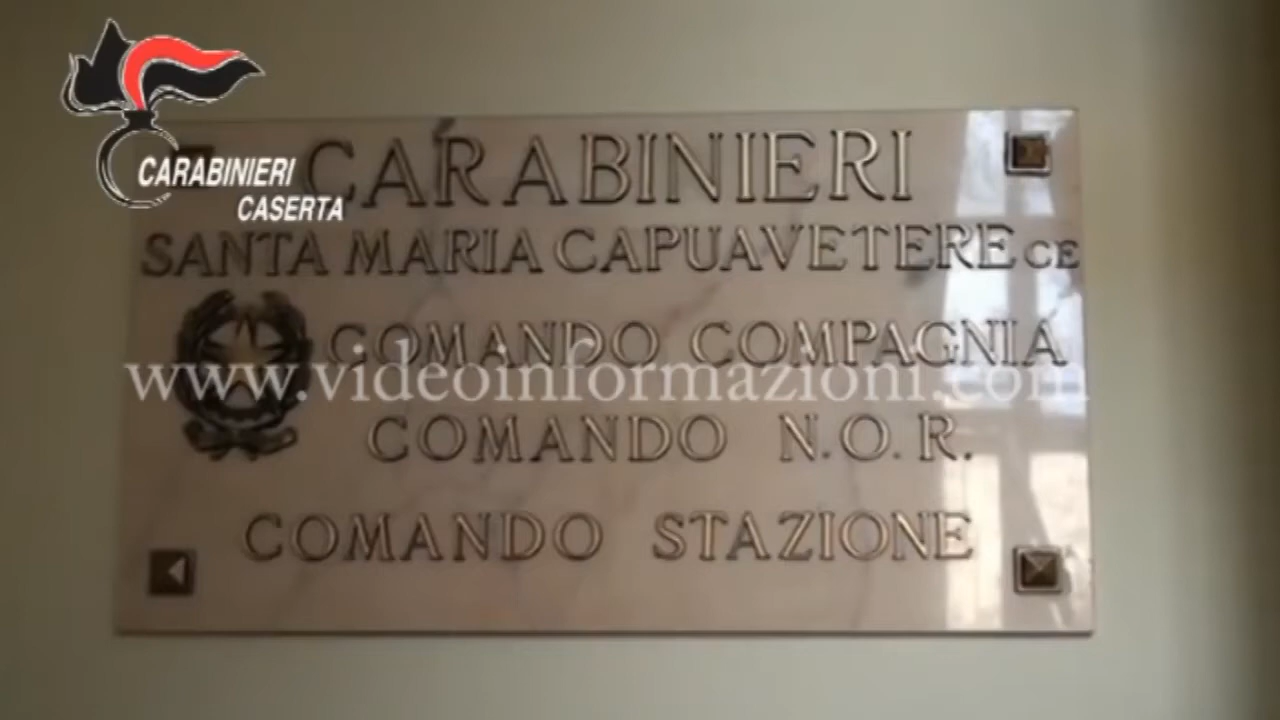 CARABINIERI
CASERTA
CARABINIERI
SANTA MARIA CAPUAVETERE CE
COMANDO COMPAGNIA
www.videoinformazioni.com
COMANDO N.O.R.
COMANDO STAZIONE